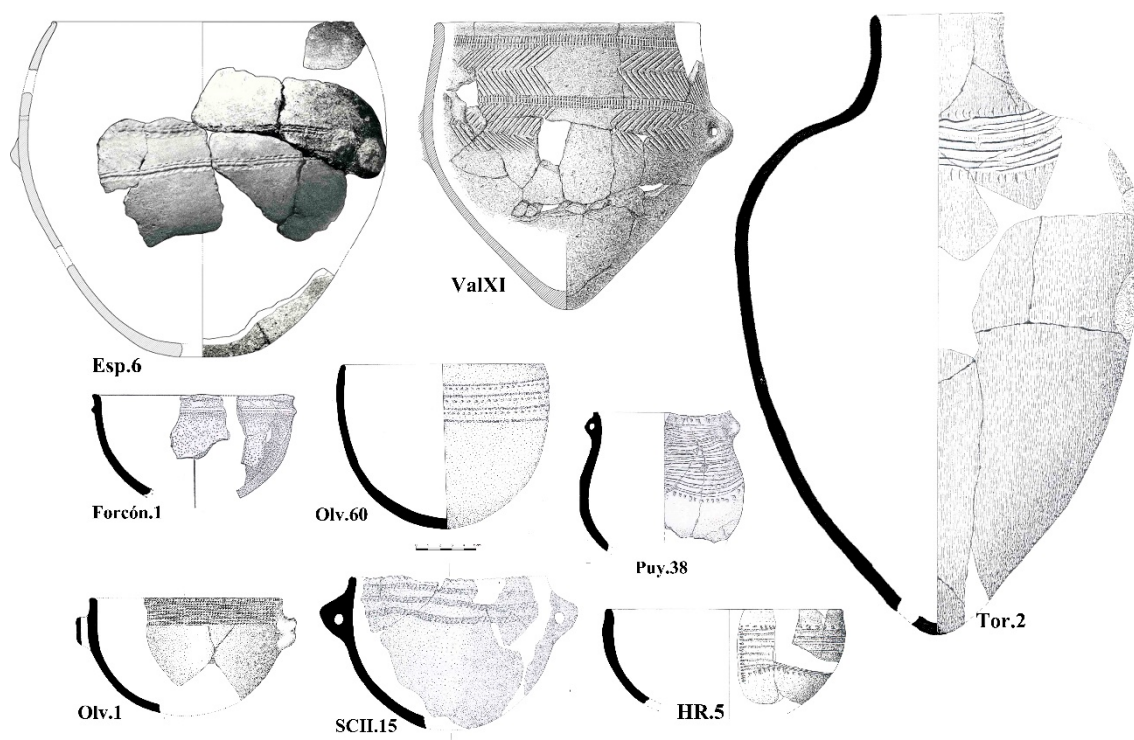 Esp.6
ValXI
Forcón.1
Olv.60
Puy.38
Tor.2
Olv.1
SCII.15
HR.5